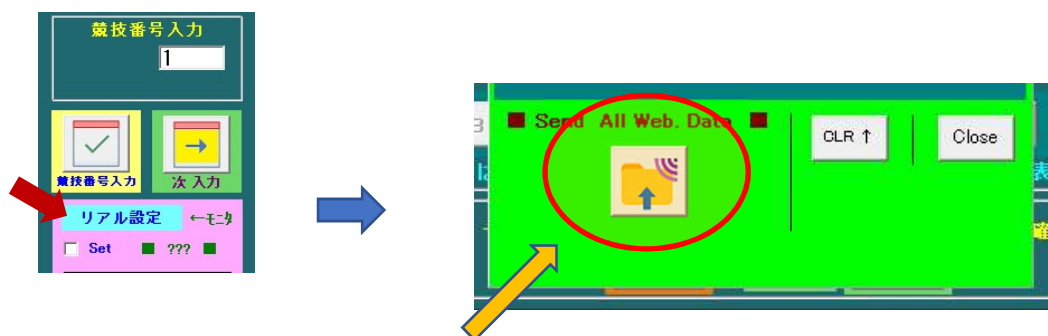 競技番号入力
1
競技番号入力
次入力
リアル設定 ←モニタ
Set ■ ??? ■
■ Send All Web. Data ■
CLR ↑
Close